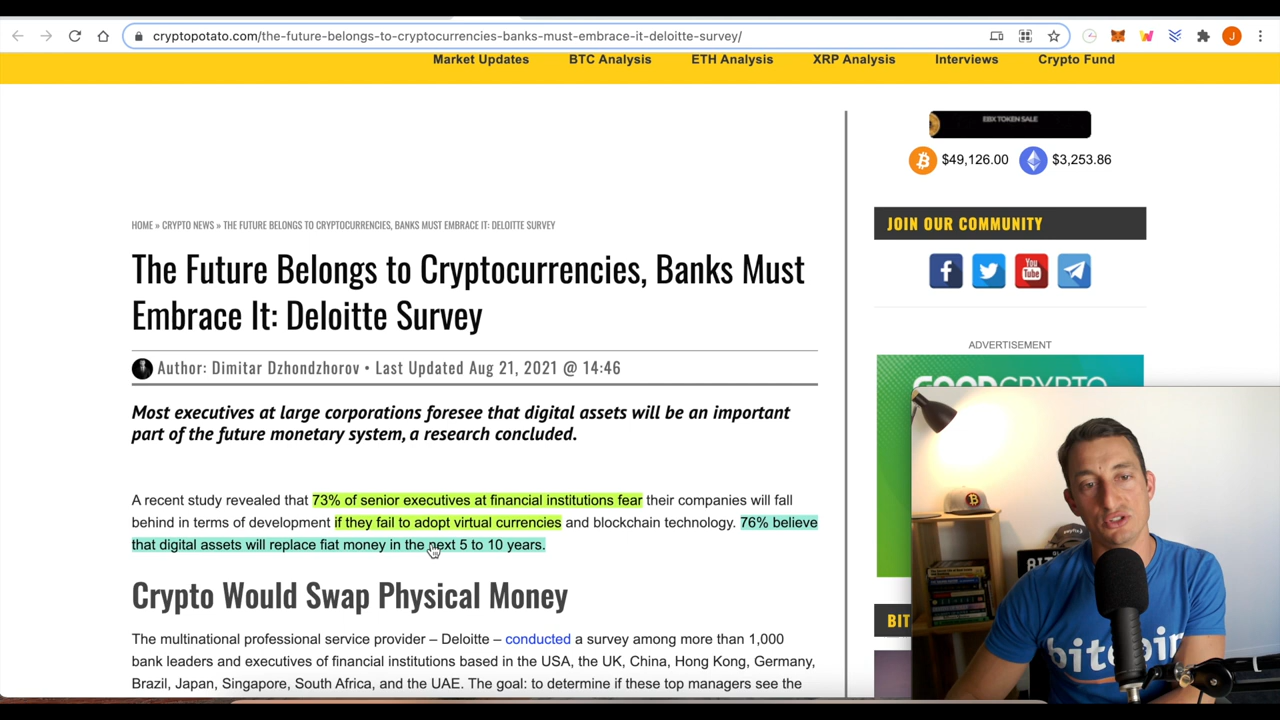 cryptopotato.com/the-future-belongs-to-cryptocurrencies-banks-must-embrace-it-deloitte-survey/
J
Market Updates BTC Analysis ETH Analysis XRP Analysis Interviews Crypto Fund
EBX TOKEN SALE
$49,126.00 $3,253.86
HOME » CRYPTO NEWS » THE FUTURE BELONGS TO CRYPTOCURRENCIES, BANKS MUST EMBRACE IT: DELOITTE SURVEY
JOIN OUR COMMUNITY
The Future Belongs to Cryptocurrencies, Banks Must
Embrace It: Deloitte Survey
You
Tube
ADVERTISEMENT
Author: Dimitar Dzhondzhorov • Last Updated Aug 21, 2021 @ 14:46
GOODCRYPTO
Most executives at large corporations foresee that digital assets will be an important
part of the future monetary system, a research concluded.
A recent study revealed that 73% of senior executives at financial institutions fear their companies will fall
behind in terms of development if they fail to adopt virtual currencies and blockchain technology. 76% believe
that digital assets will replace fiat money in the next 5 to 10 years.
Crypto Would Swap Physical Money
BIT
The multinational professional service provider – Deloitte – conducted a survey among more than 1,000
bank leaders and executives of financial institutions based in the USA, the UK, China, Hong Kong, Germany,
Brazil, Japan, Singapore, South Africa, and the UAE. The goal: to determine if these top managers see the
bitcoin